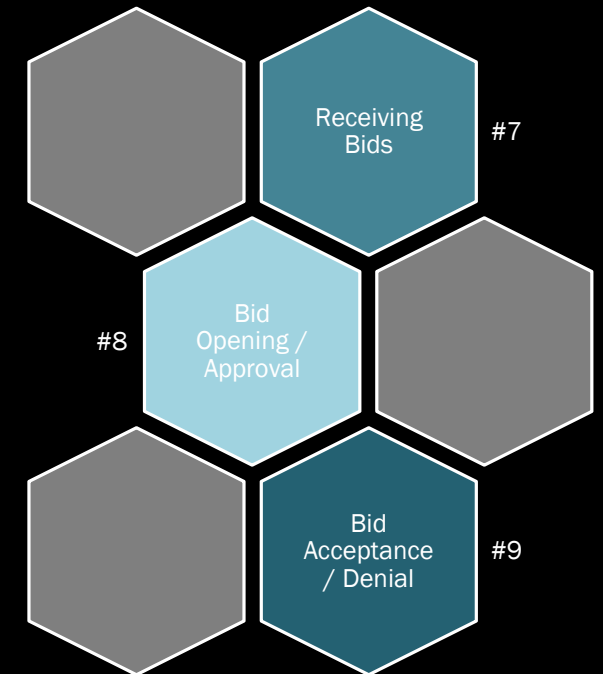 Receiving
Bids
#7
#8
Bid
Opening /
Approval
Bid
Acceptance
/ Denial
#9